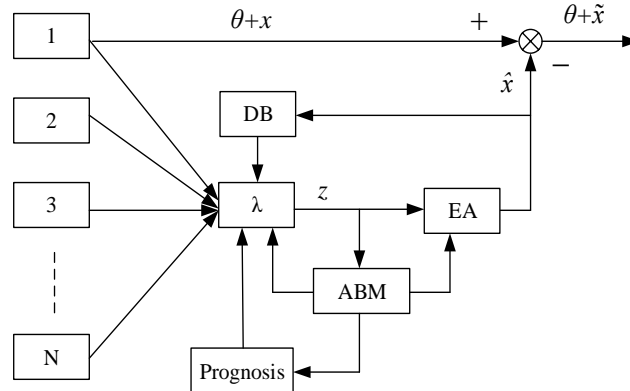 1
θ+x
+
θ+x̃
−
x̂
2
DB
3
λ
z
EA
ABM
N
Prognosis